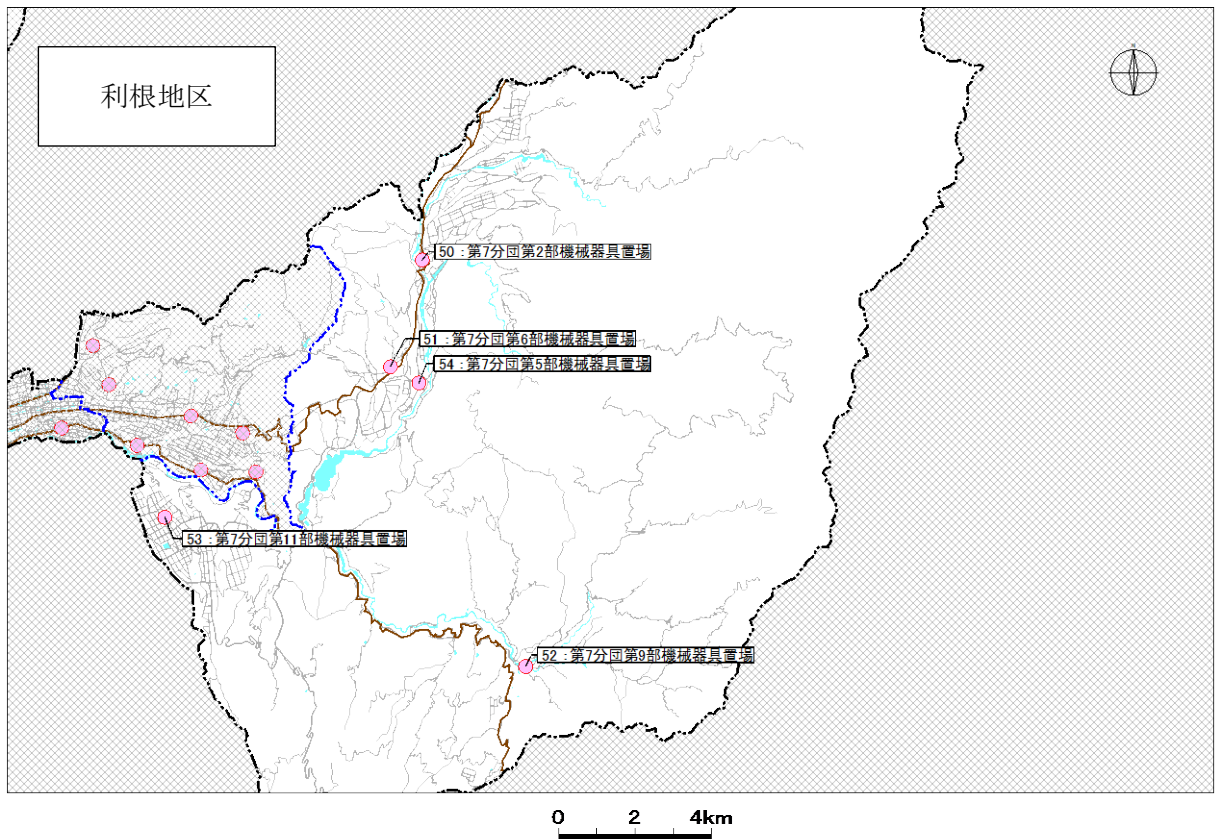 利根地区
50：第7分団第2部機械器具置場
51：第7分団第6部機械器具置場
54：第7分団第5部機械器具置場
53：第7分団第11部機械器具置場
52：第7分団第9部機械器具置場
0 2 4km